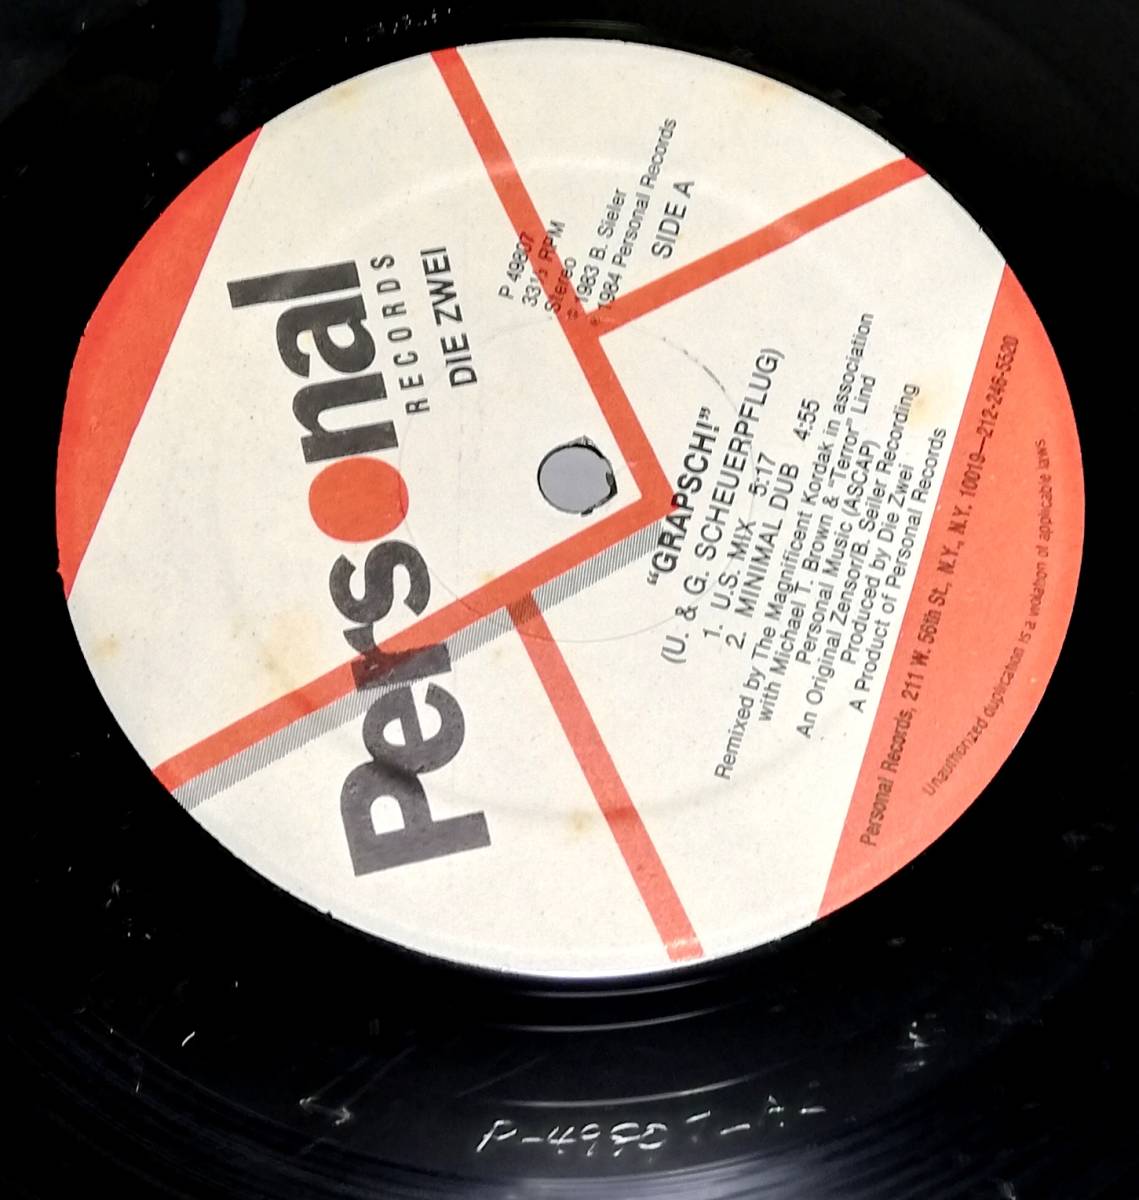 Personal
RECORDS
DIE ZWEI
P 49807
33 1/3 RPM
Stereo
℗ 1983 B. Sieler
℗ 1984 Personal Records
SIDE A
“GRAPSCH!”
(U. & G. SCHEUERPFLUG)
1. U.S. MIX 5:17
2. MINIMAL DUB 4:55
Remixed by The Magnificent Kordak in association
with Michael T. Brown & “Terror” Lind
Personal Music (ASCAP)
An Original Zensor/B. Seiler Recording
Produced by Die Zwei
A Product of Personal Records
Personal Records, 211 W. 56th St., N.Y., N.Y. 10019—212-246-5520
Unauthorized duplication is a violation of applicable laws
P-49807-A-